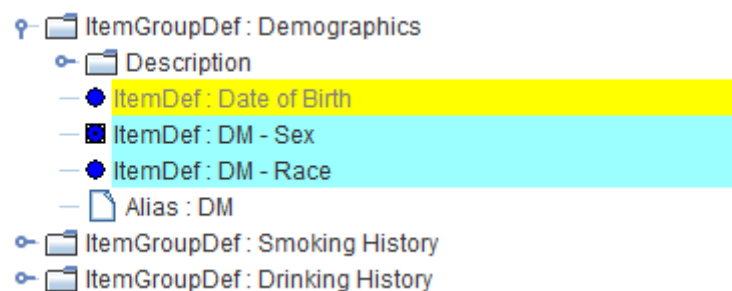 ItemGroupDef : Demographics
Description
ItemDef : Date of Birth
ItemDef : DM - Sex
ItemDef : DM - Race
Alias : DM
ItemGroupDef : Smoking History
ItemGroupDef : Drinking History